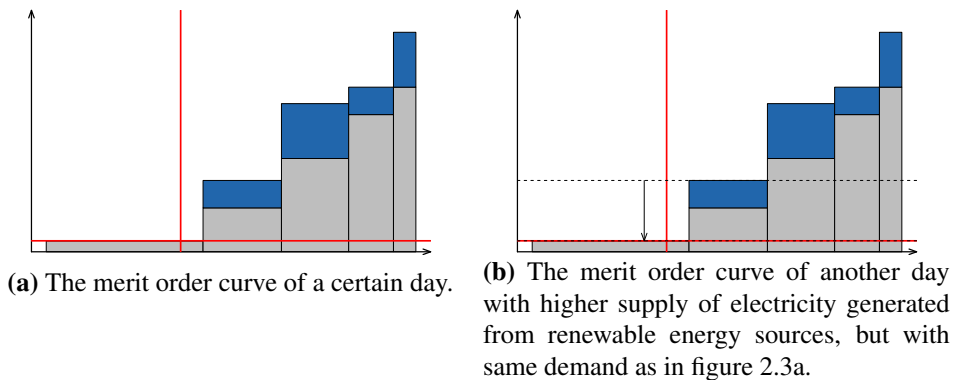 (a) The merit order curve of a certain day.
(b) The merit order curve of another day
with higher supply of electricity generated
from renewable energy sources, but with
same demand as in figure 2.3a.